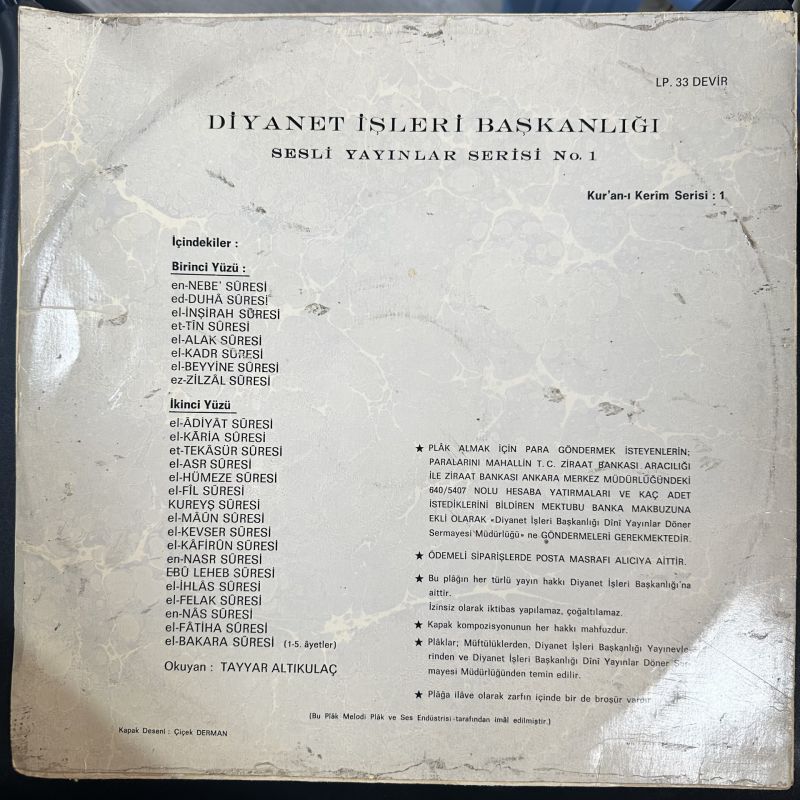 LP. 33 DEVİR
DİYANET İŞLERİ BAŞKANLIĞI
SESLİ YAYINLAR SERİSİ No. 1
Kur'an-ı Kerîm Serisi : 1
İçindekiler :
Birinci Yüzü :
en-NEBE' SÛRESİ
ed-DUHÂ SÛRESİ
el-İNŞİRAH SÛRESİ
et-TÎN SÛRESİ
el-ALAK SÛRESİ
el-KADR SÛRESİ
el-BEYYİNE SÛRESİ
ez-ZİLZÂL SÛRESİ
İkinci Yüzü
el-ÂDİYÂT SÛRESİ
el-KÂRİA SÛRESİ
et-TEKÂSÜR SÛRESİ
el-ASR SÛRESİ
el-HÜMEZE SÛRESİ
el-FÎL SÛRESİ
KUREYŞ SÛRESİ
el-MÂÛN SÛRESİ
el-KEVSER SÛRESİ
el-KÂFİRÛN SÛRESİ
en-NASR SÛRESİ
EBÛ LEHEB SÛRESİ
el-İHLÂS SÛRESİ
el-FELAK SÛRESİ
en-NÂS SÛRESİ
el-FÂTİHA SÛRESİ
el-BAKARA SÛRESİ (1-5. âyetler)
Okuyan : TAYYAR ALTIKULAÇ
★ PLÂK ALMAK İÇİN PARA GÖNDERMEK İSTEYENLERİN;
PARALARINI MAHALLİN T. C. ZİRAAT BANKASI ARACILIĞI
İLE ZİRAAT BANKASI ANKARA MERKEZ MÜDÜRLÜĞÜNDEKİ
640/5407 NOLU HESABA YATIRMALARI VE KAÇ ADET
İSTEDİKLERİNİ BİLDİREN MEKTUBU BANKA MAKBUZUNA
EKLİ OLARAK «Diyanet İşleri Başkanlığı Dînî Yayınlar Döner
Sermayesi Müdürlüğü» ne GÖNDERMELERİ GEREKMEKTEDİR.
★ ÖDEMELİ SİPARİŞLERDE POSTA MASRAFI ALICIYA AİTTİR.
★ Bu plâğın her türlü yayın hakkı Diyanet İşleri Başkanlığı'na
aittir.
İzinsiz olarak iktibas yapılamaz, çoğaltılamaz.
★ Kapak kompozisyonunun her hakkı mahfuzdur.
★ Plâklar; Müftülüklerden, Diyanet İşleri Başkanlığı Yayınevle-
rinden ve Diyanet İşleri Başkanlığı Dînî Yayınlar Döner Ser-
mayesi Müdürlüğünden temin edilir.
★ Plâğa ilâve olarak zarfın içinde bir de broşür vardır
(Bu Plâk Melodi Plâk ve Ses Endüstrisi tarafından imâl edilmiştir.)
Kapak Deseni : Çiçek DERMAN